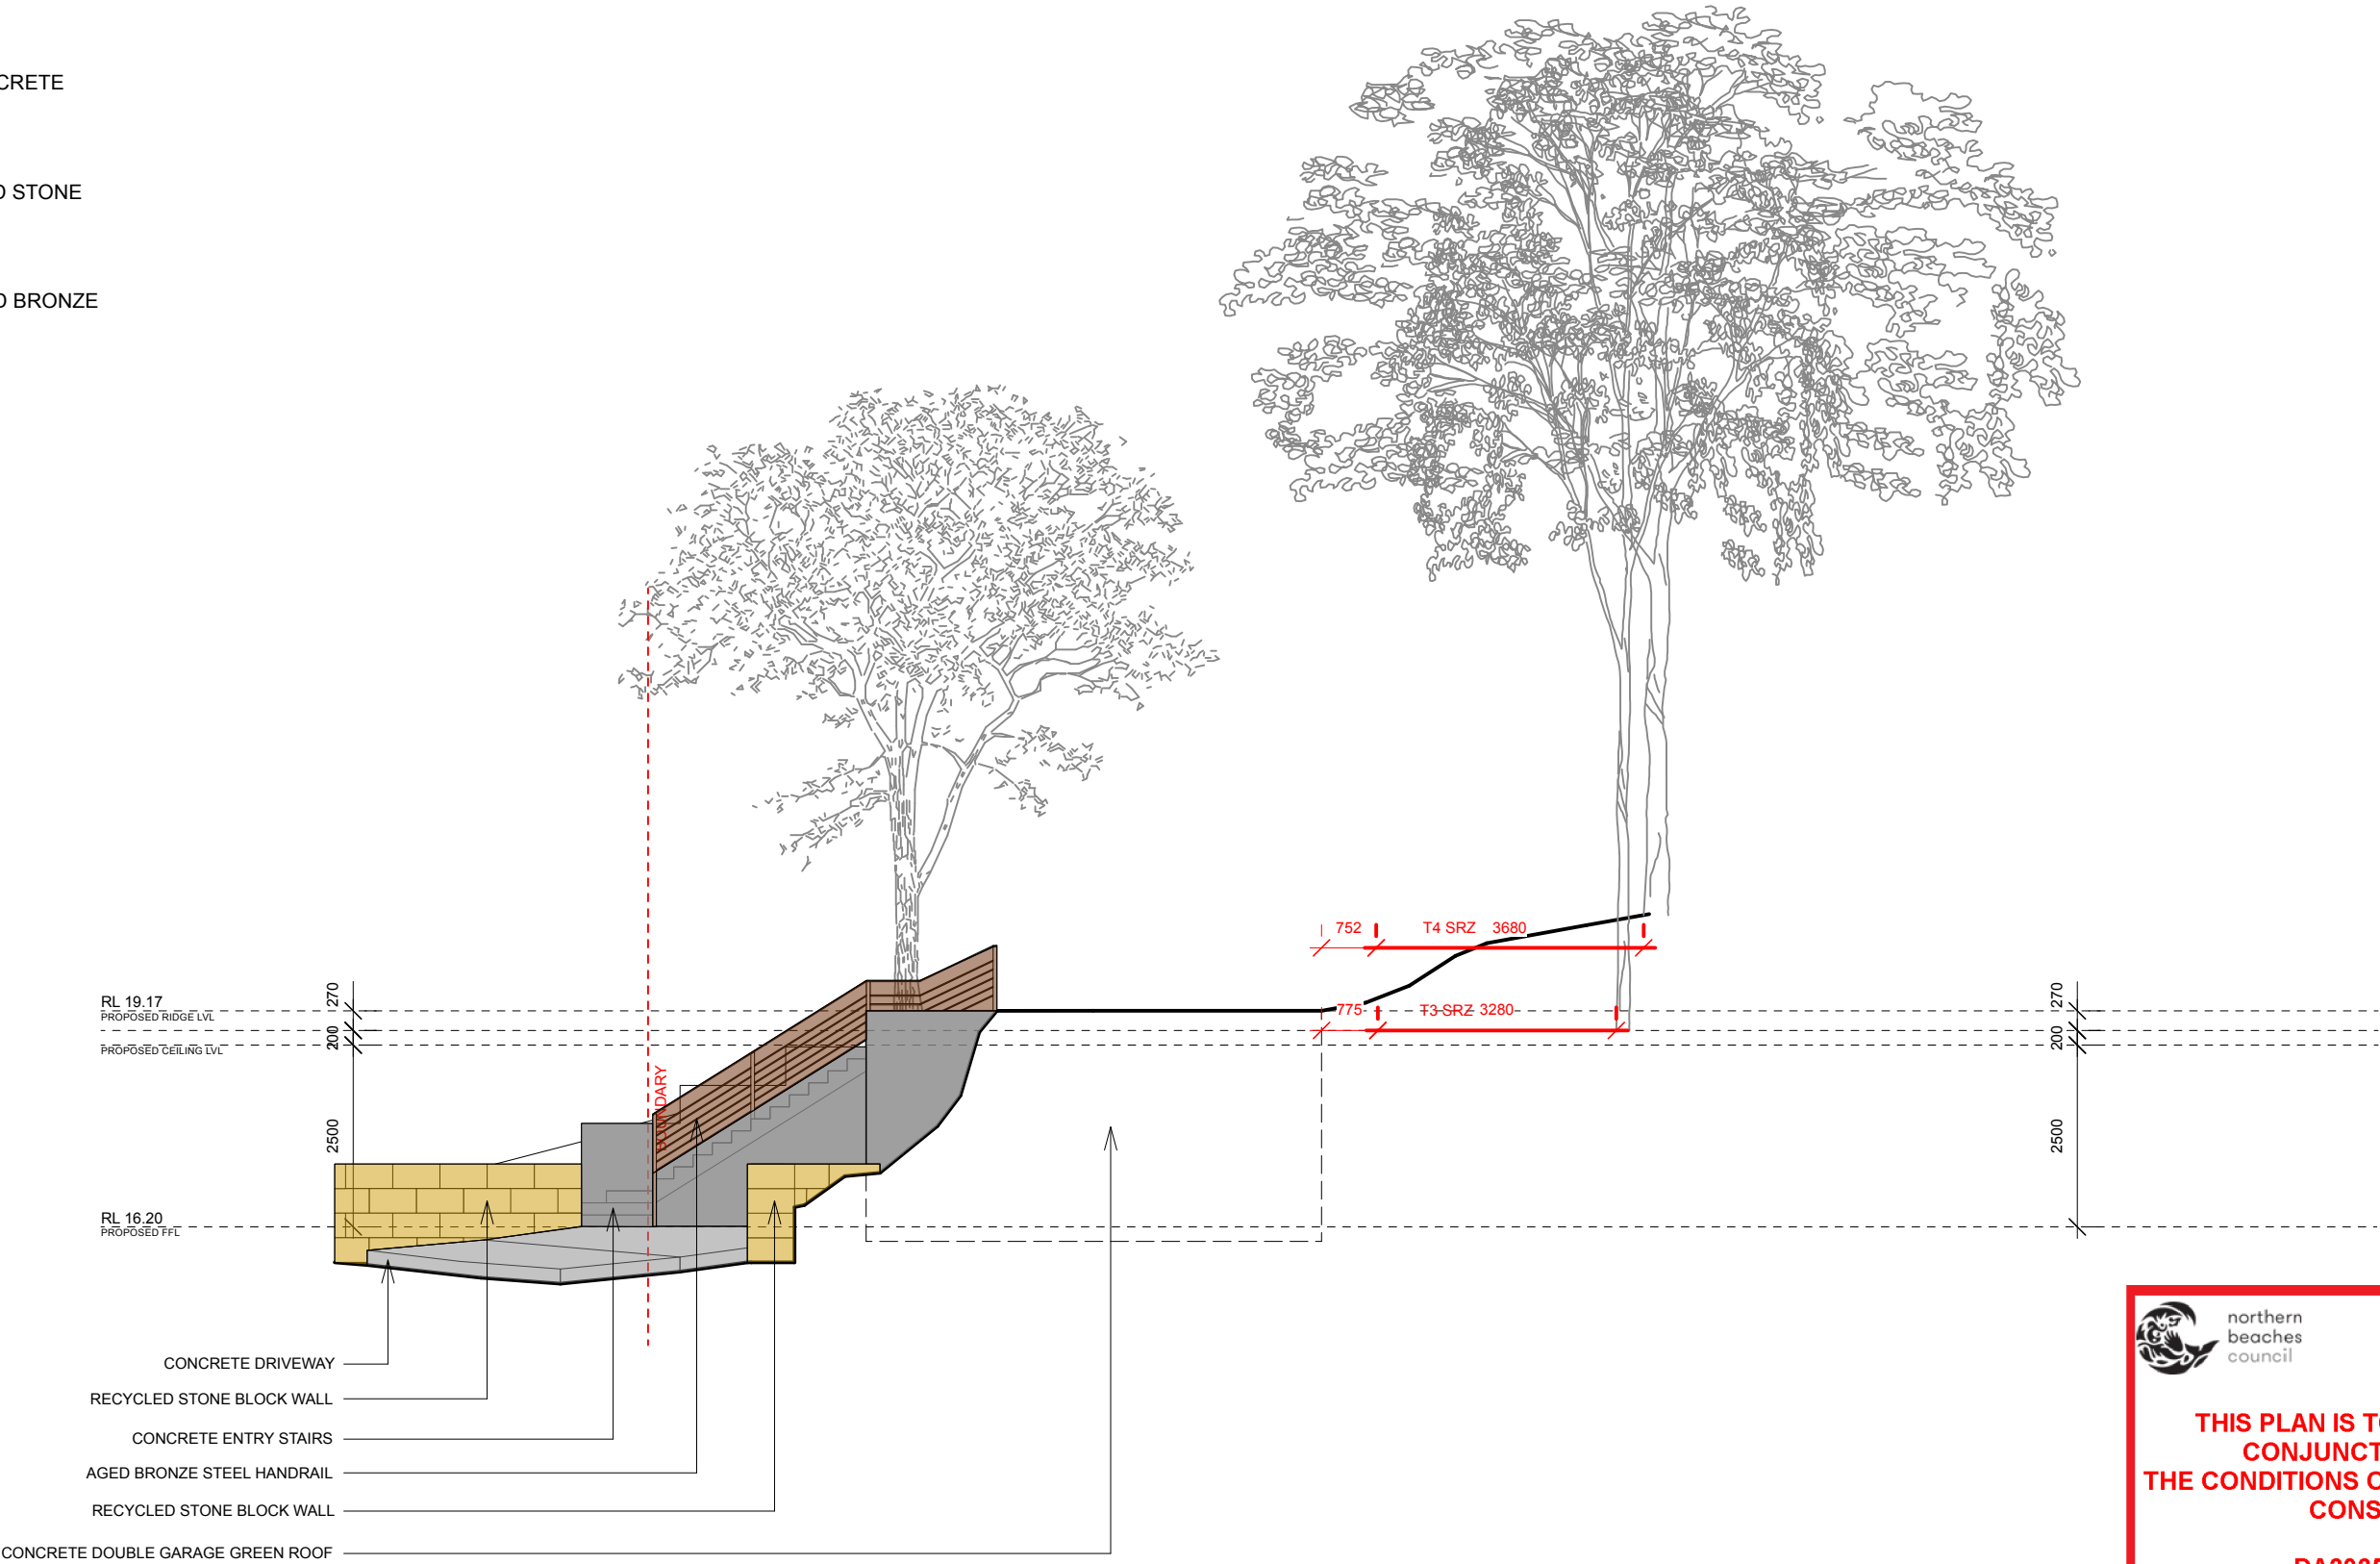 CRETE
STONE
BRONZE
BOUNDARY
752
T4 SRZ 3680
775
T3 SRZ 3280
RL 19.17
PROPOSED RIDGE LVL
PROPOSED CEILING LVL
270
200
2500
RL 16.20
PROPOSED FFL
270
200
2500
CONCRETE DRIVEWAY
RECYCLED STONE BLOCK WALL
CONCRETE ENTRY STAIRS
AGED BRONZE STEEL HANDRAIL
RECYCLED STONE BLOCK WALL
CONCRETE DOUBLE GARAGE GREEN ROOF
northern
beaches
council
THIS PLAN IS
CONJUNCT
THE CONDITIONS
CONS